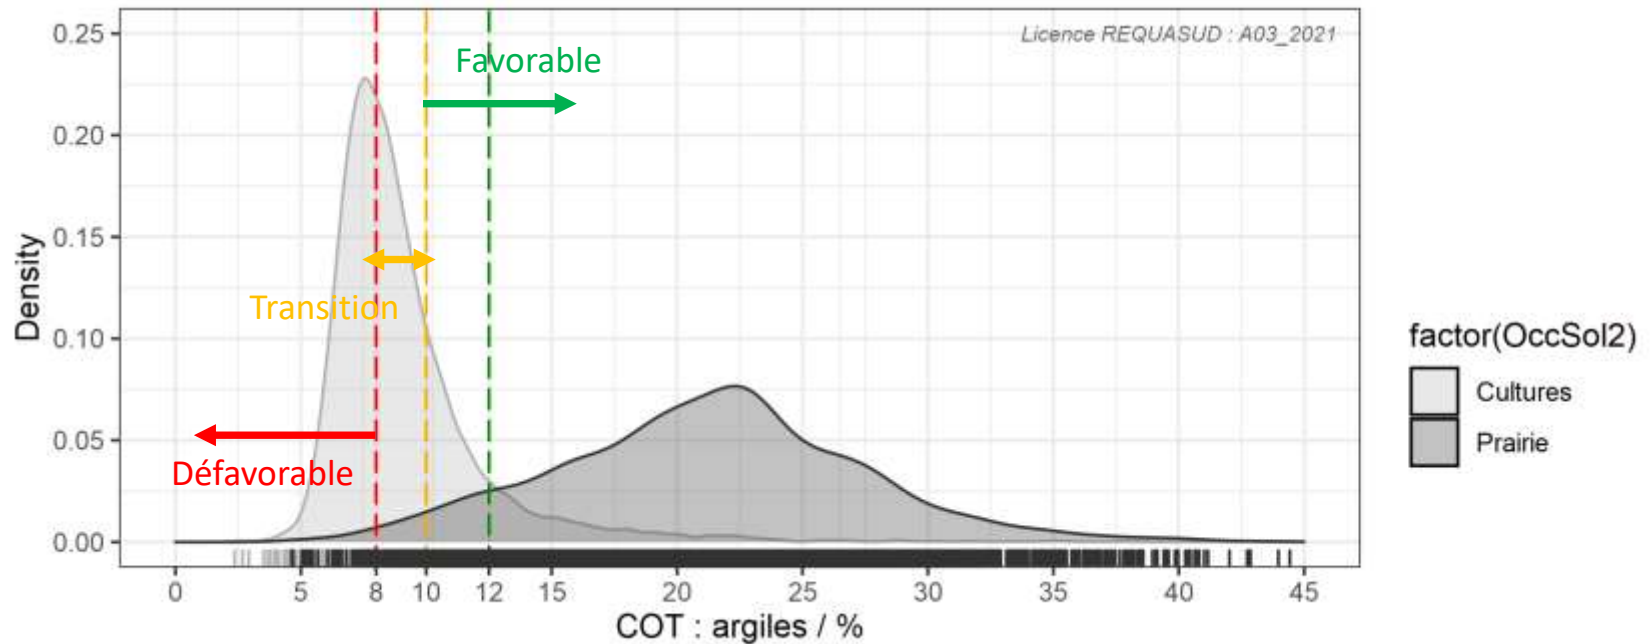 Licence REQUASUD : A03_2021
Favorable
Transition
Défavorable
Density
0.25
0.20
0.15
0.10
0.05
0.00
0 5 8 10 12 15 20 25 30 35 40 45
COT : argiles / %
factor(OccSol2)
Cultures
Prairie